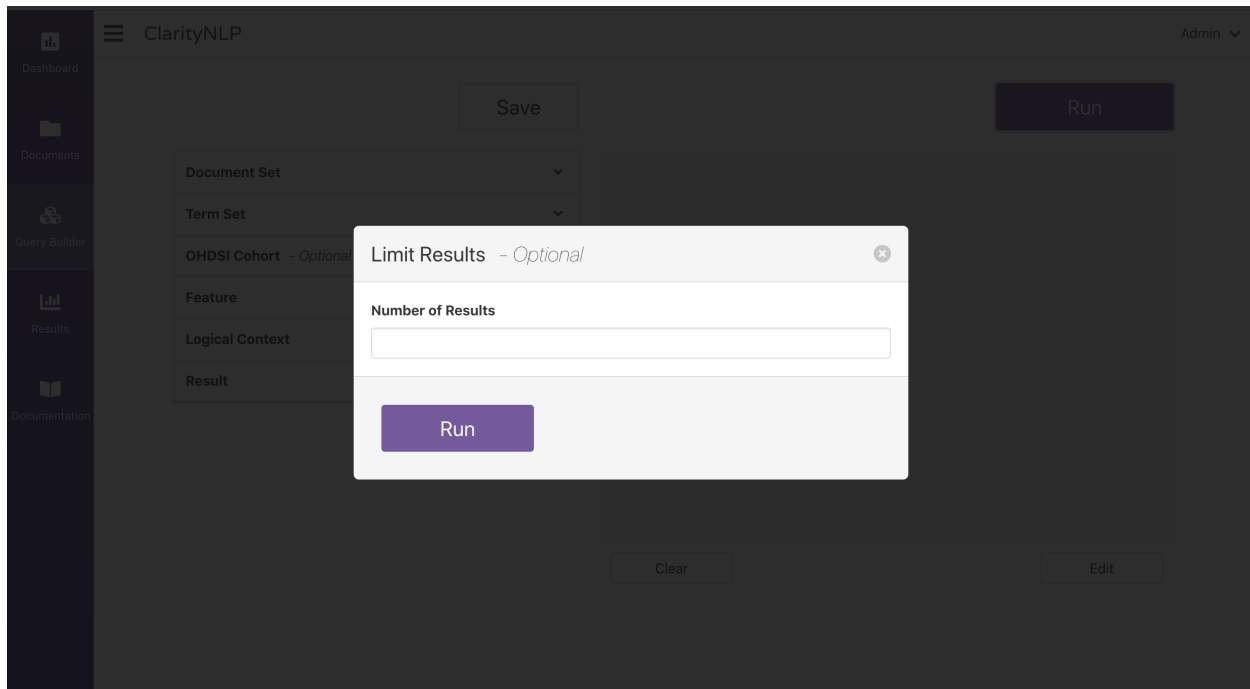 ClarityNLP
Admin
Dashboard
Documents
Query Builder
Results
Documentation
Save
Run
Document Set
Term Set
OHDSI Cohort - Optional
Feature
Logical Context
Result
Limit Results - Optional
Number of Results
Run
Clear
Edit